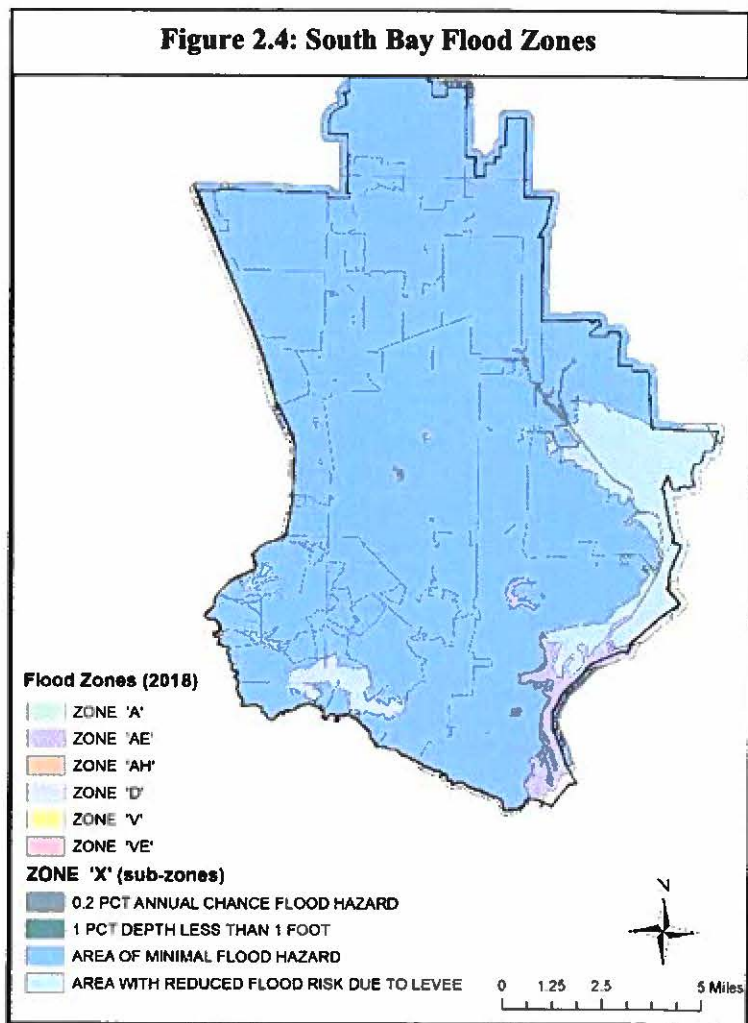 Figure 2.4: South Bay Flood Zones
Flood Zones (2018)
ZONE 'A'
ZONE 'AE'
ZONE 'AH'
ZONE 'D'
ZONE 'V'
ZONE 'VE'
ZONE 'X' (sub-zones)
0.2 PCT ANNUAL CHANCE FLOOD HAZARD
1 PCT DEPTH LESS THAN 1 FOOT
AREA OF MINIMAL FLOOD HAZARD
AREA WITH REDUCED FLOOD RISK DUE TO LEVEE
N
0 1.25 2.5 5 Miles